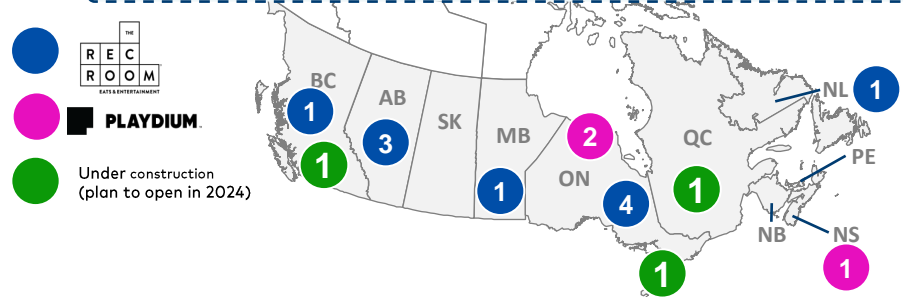 THE
REC
ROOM
EATS & ENTERTAINMENT
PLAYDIUM
Under construction
(plan to open in 2024)
BC
1
1
AB
3
SK
MB
1
2
ON
4
1
QC
1
NL
1
PE
NB
NS
1